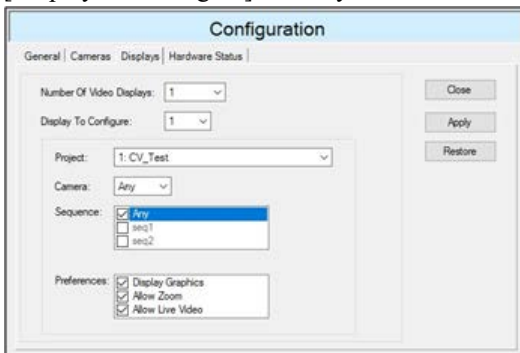 Configuration
General Cameras Displays Hardware Status
Number Of Video Displays: 1 Close
Display To Configure: 1 Apply
Project: 1: CV_Test Restore
Camera: Any
Sequence: Any
seq1
seq2
Preferences: Display Graphics
Allow Zoom
Allow Live Video